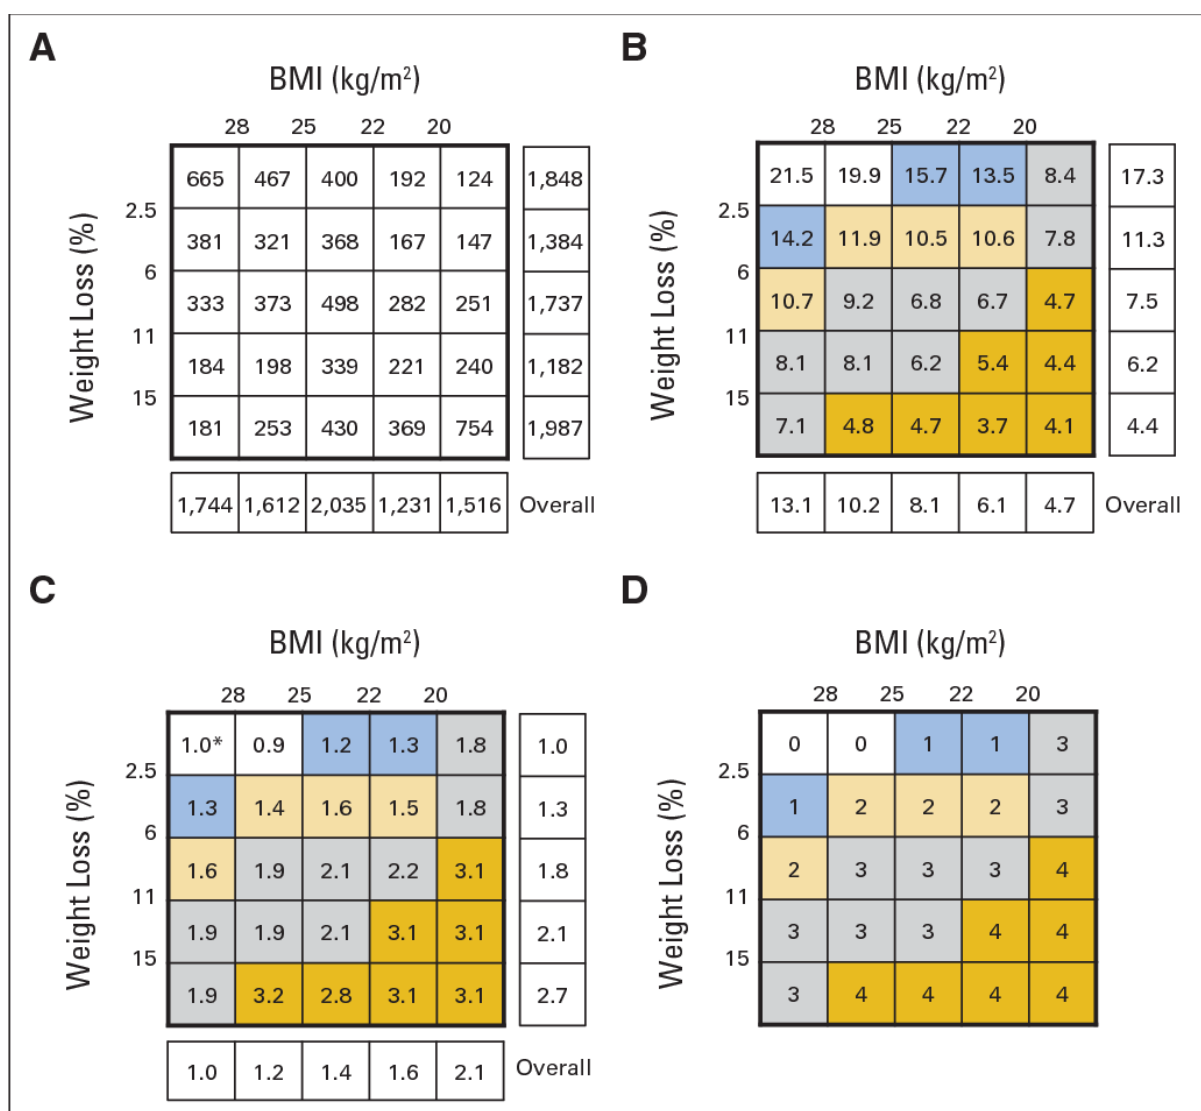 A
BMI (kg/m²)
28 25 22 20
Weight Loss (%)
665 467 400 192 124 1,848
2.5
381 321 368 167 147 1,384
6
333 373 498 282 251 1,737
11
184 198 339 221 240 1,182
15
181 253 430 369 754 1,987
1,744 1,612 2,035 1,231 1,516 Overall
B
BMI (kg/m²)
28 25 22 20
Weight Loss (%)
21.5 19.9 15.7 13.5 8.4 17.3
2.5
14.2 11.9 10.5 10.6 7.8 11.3
6
10.7 9.2 6.8 6.7 4.7 7.5
11
8.1 8.1 6.2 5.4 4.4 6.2
15
7.1 4.8 4.7 3.7 4.1 4.4
13.1 10.2 8.1 6.1 4.7 Overall
C
BMI (kg/m²)
28 25 22 20
Weight Loss (%)
1.0* 0.9 1.2 1.3 1.8 1.0
2.5
1.3 1.4 1.6 1.5 1.8 1.3
6
1.6 1.9 2.1 2.2 3.1 1.8
11
1.9 1.9 2.1 3.1 3.1 2.1
15
1.9 3.2 2.8 3.1 3.1 2.7
1.0 1.2 1.4 1.6 2.1 Overall
D
BMI (kg/m²)
28 25 22 20
Weight Loss (%)
0 0 1 1 3
2.5
1 2 2 2 3
6
2 3 3 3 4
11
3 3 3 4 4
15
3 4 4 4 4